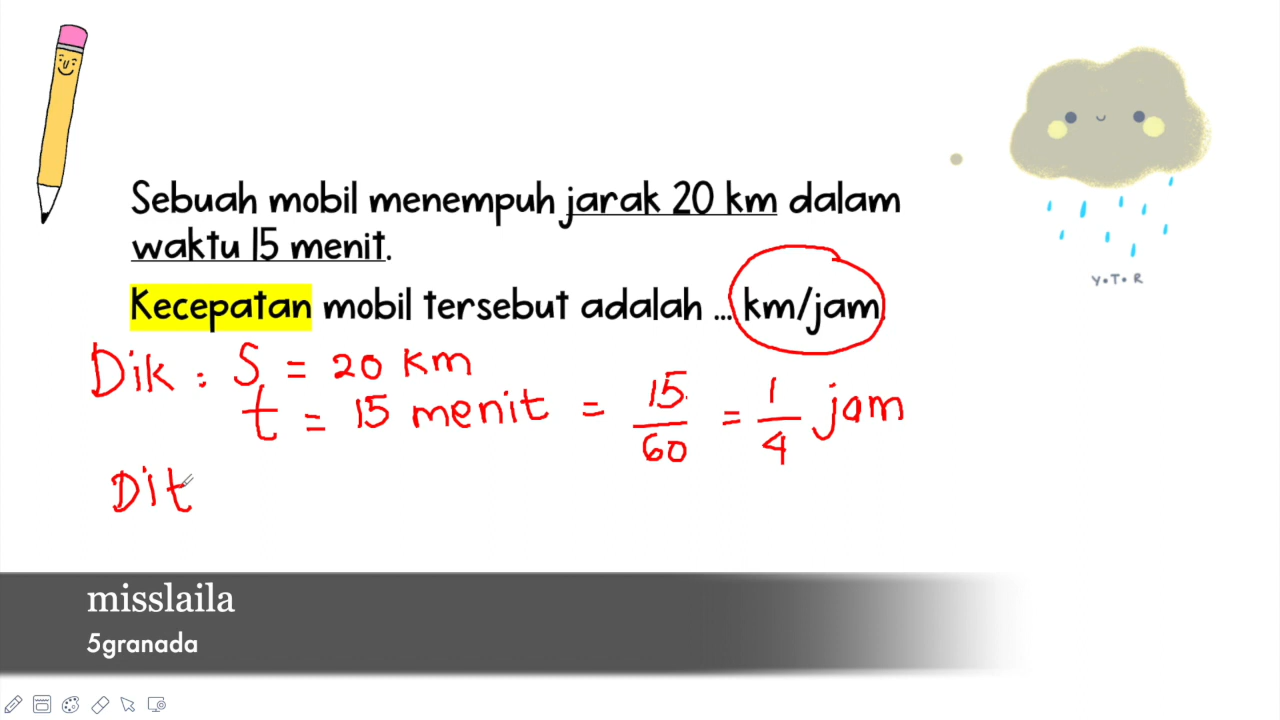 Sebuah mobil menempuh jarak 20 km dalam
waktu 15 menit.
Kecepatan mobil tersebut adalah ... km/jam
Dik : S = 20 km
t = 15 menit = 15/60 = 1/4 jam
Dit
Y•T•R
misslaila
5granada